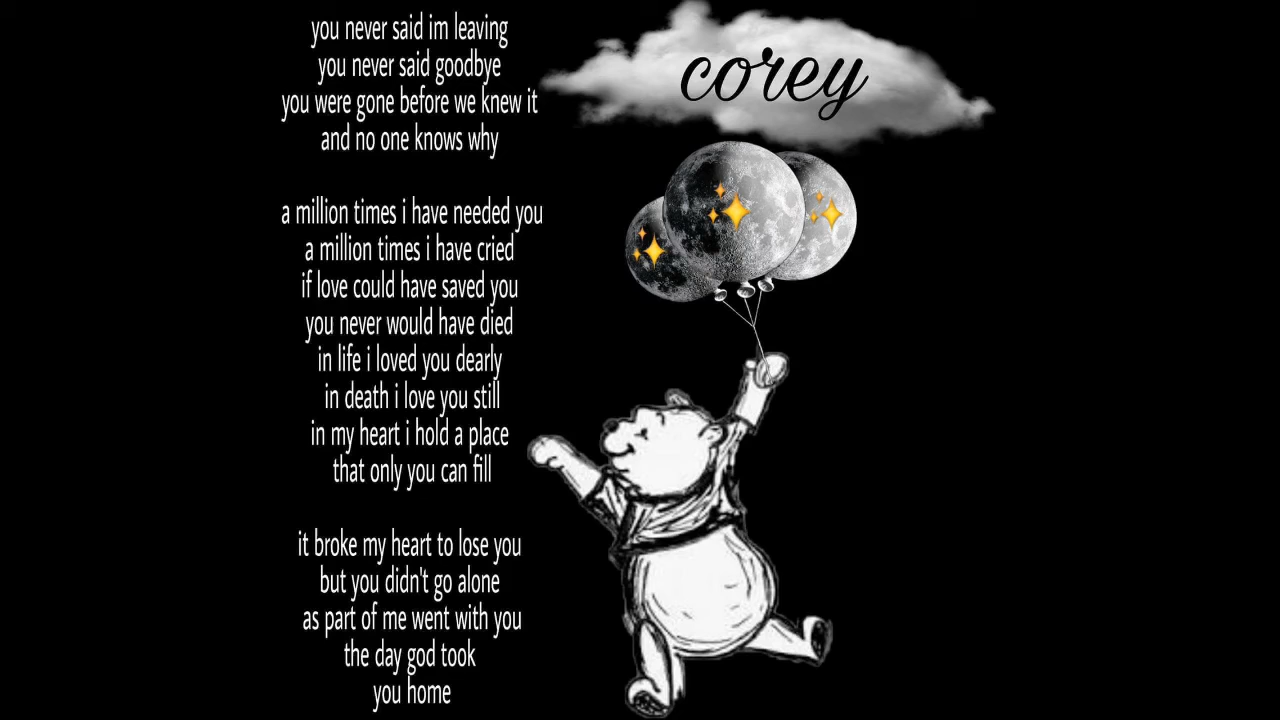 you never said im leaving
you never said goodbye
you were gone before we knew it
and no one knows why
a million times i have needed you
a million times i have cried
if love could have saved you
you never would have died
in life i loved you dearly
in death i love you still
in my heart i hold a place
that only you can fill
it broke my heart to lose you
but you didn't go alone
as part of me went with you
the day god took
you home
corey